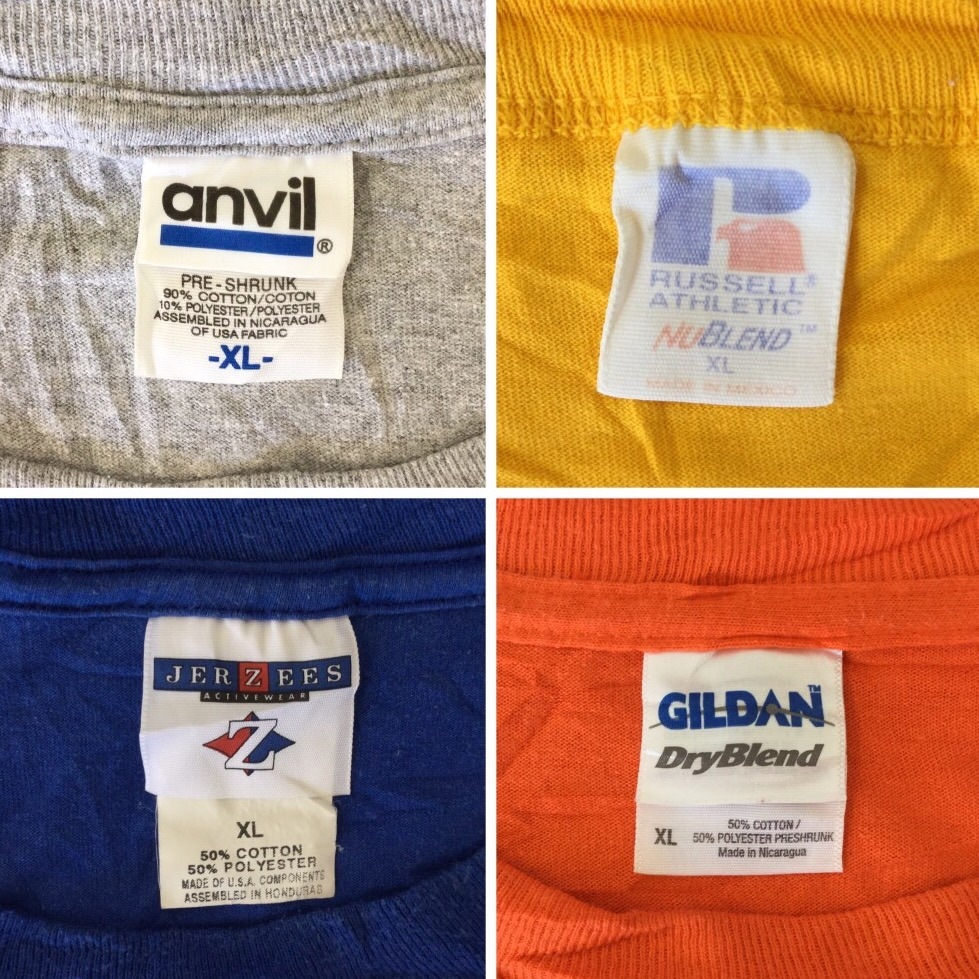 anvil
®
PRE-SHRUNK
90% COTTON/COTON
10% POLYESTER/POLYESTER
ASSEMBLED IN NICARAGUA
OF USA FABRIC
-XL-
R
RUSSELL®
ATHLETIC
NUBLEND™
XL
MADE IN MEXICO
JERZEES
ACTIVEWEAR
Z
XL
50% COTTON
50% POLYESTER
MADE OF U.S.A. COMPONENTS
ASSEMBLED IN HONDURAS
GILDAN™
DryBlend
XL
50% COTTON /
50% POLYESTER PRESHRUNK
Made in Nicaragua